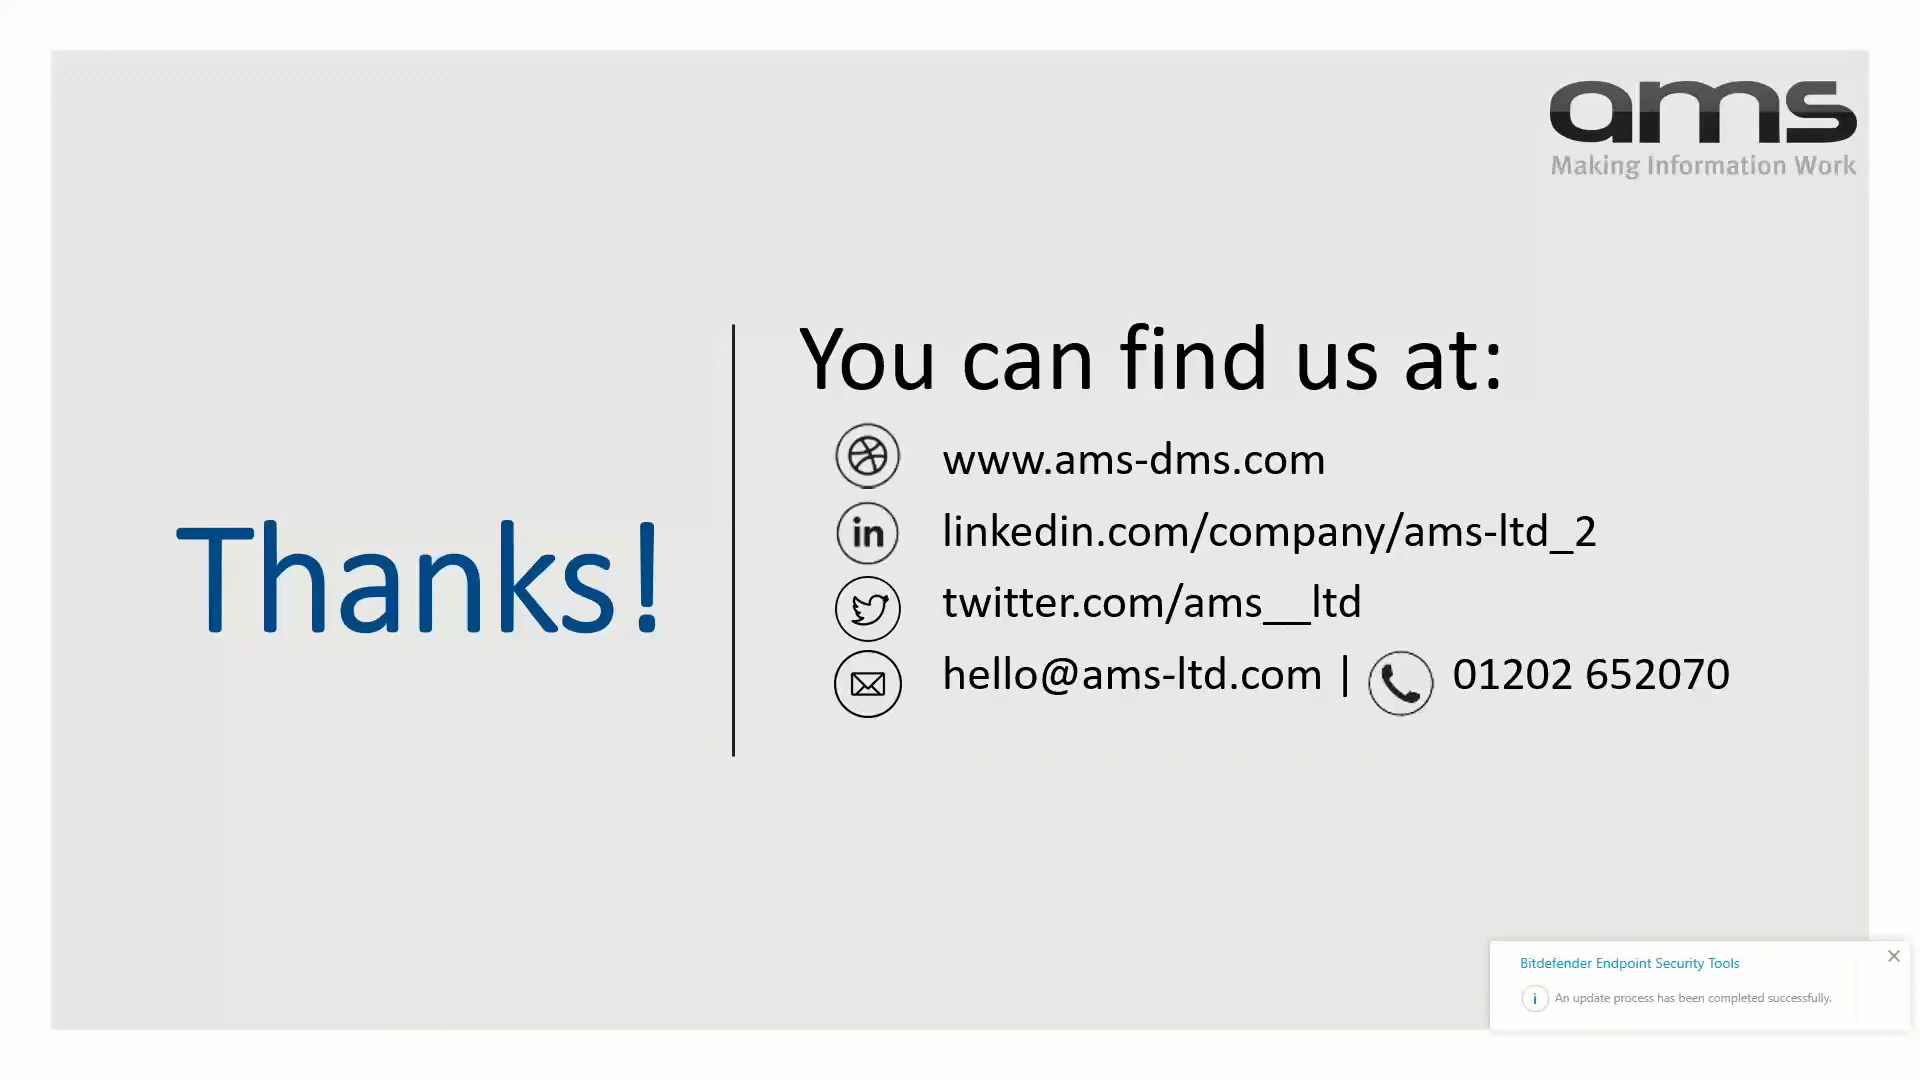 ams
Making Information Work
Thanks!
You can find us at:
www.ams-dms.com
in
linkedin.com/company/ams-ltd_2
twitter.com/ams__ltd
hello@ams-ltd.com | 01202 652070
Bitdefender Endpoint Security Tools
i
An update process has been completed successfully.